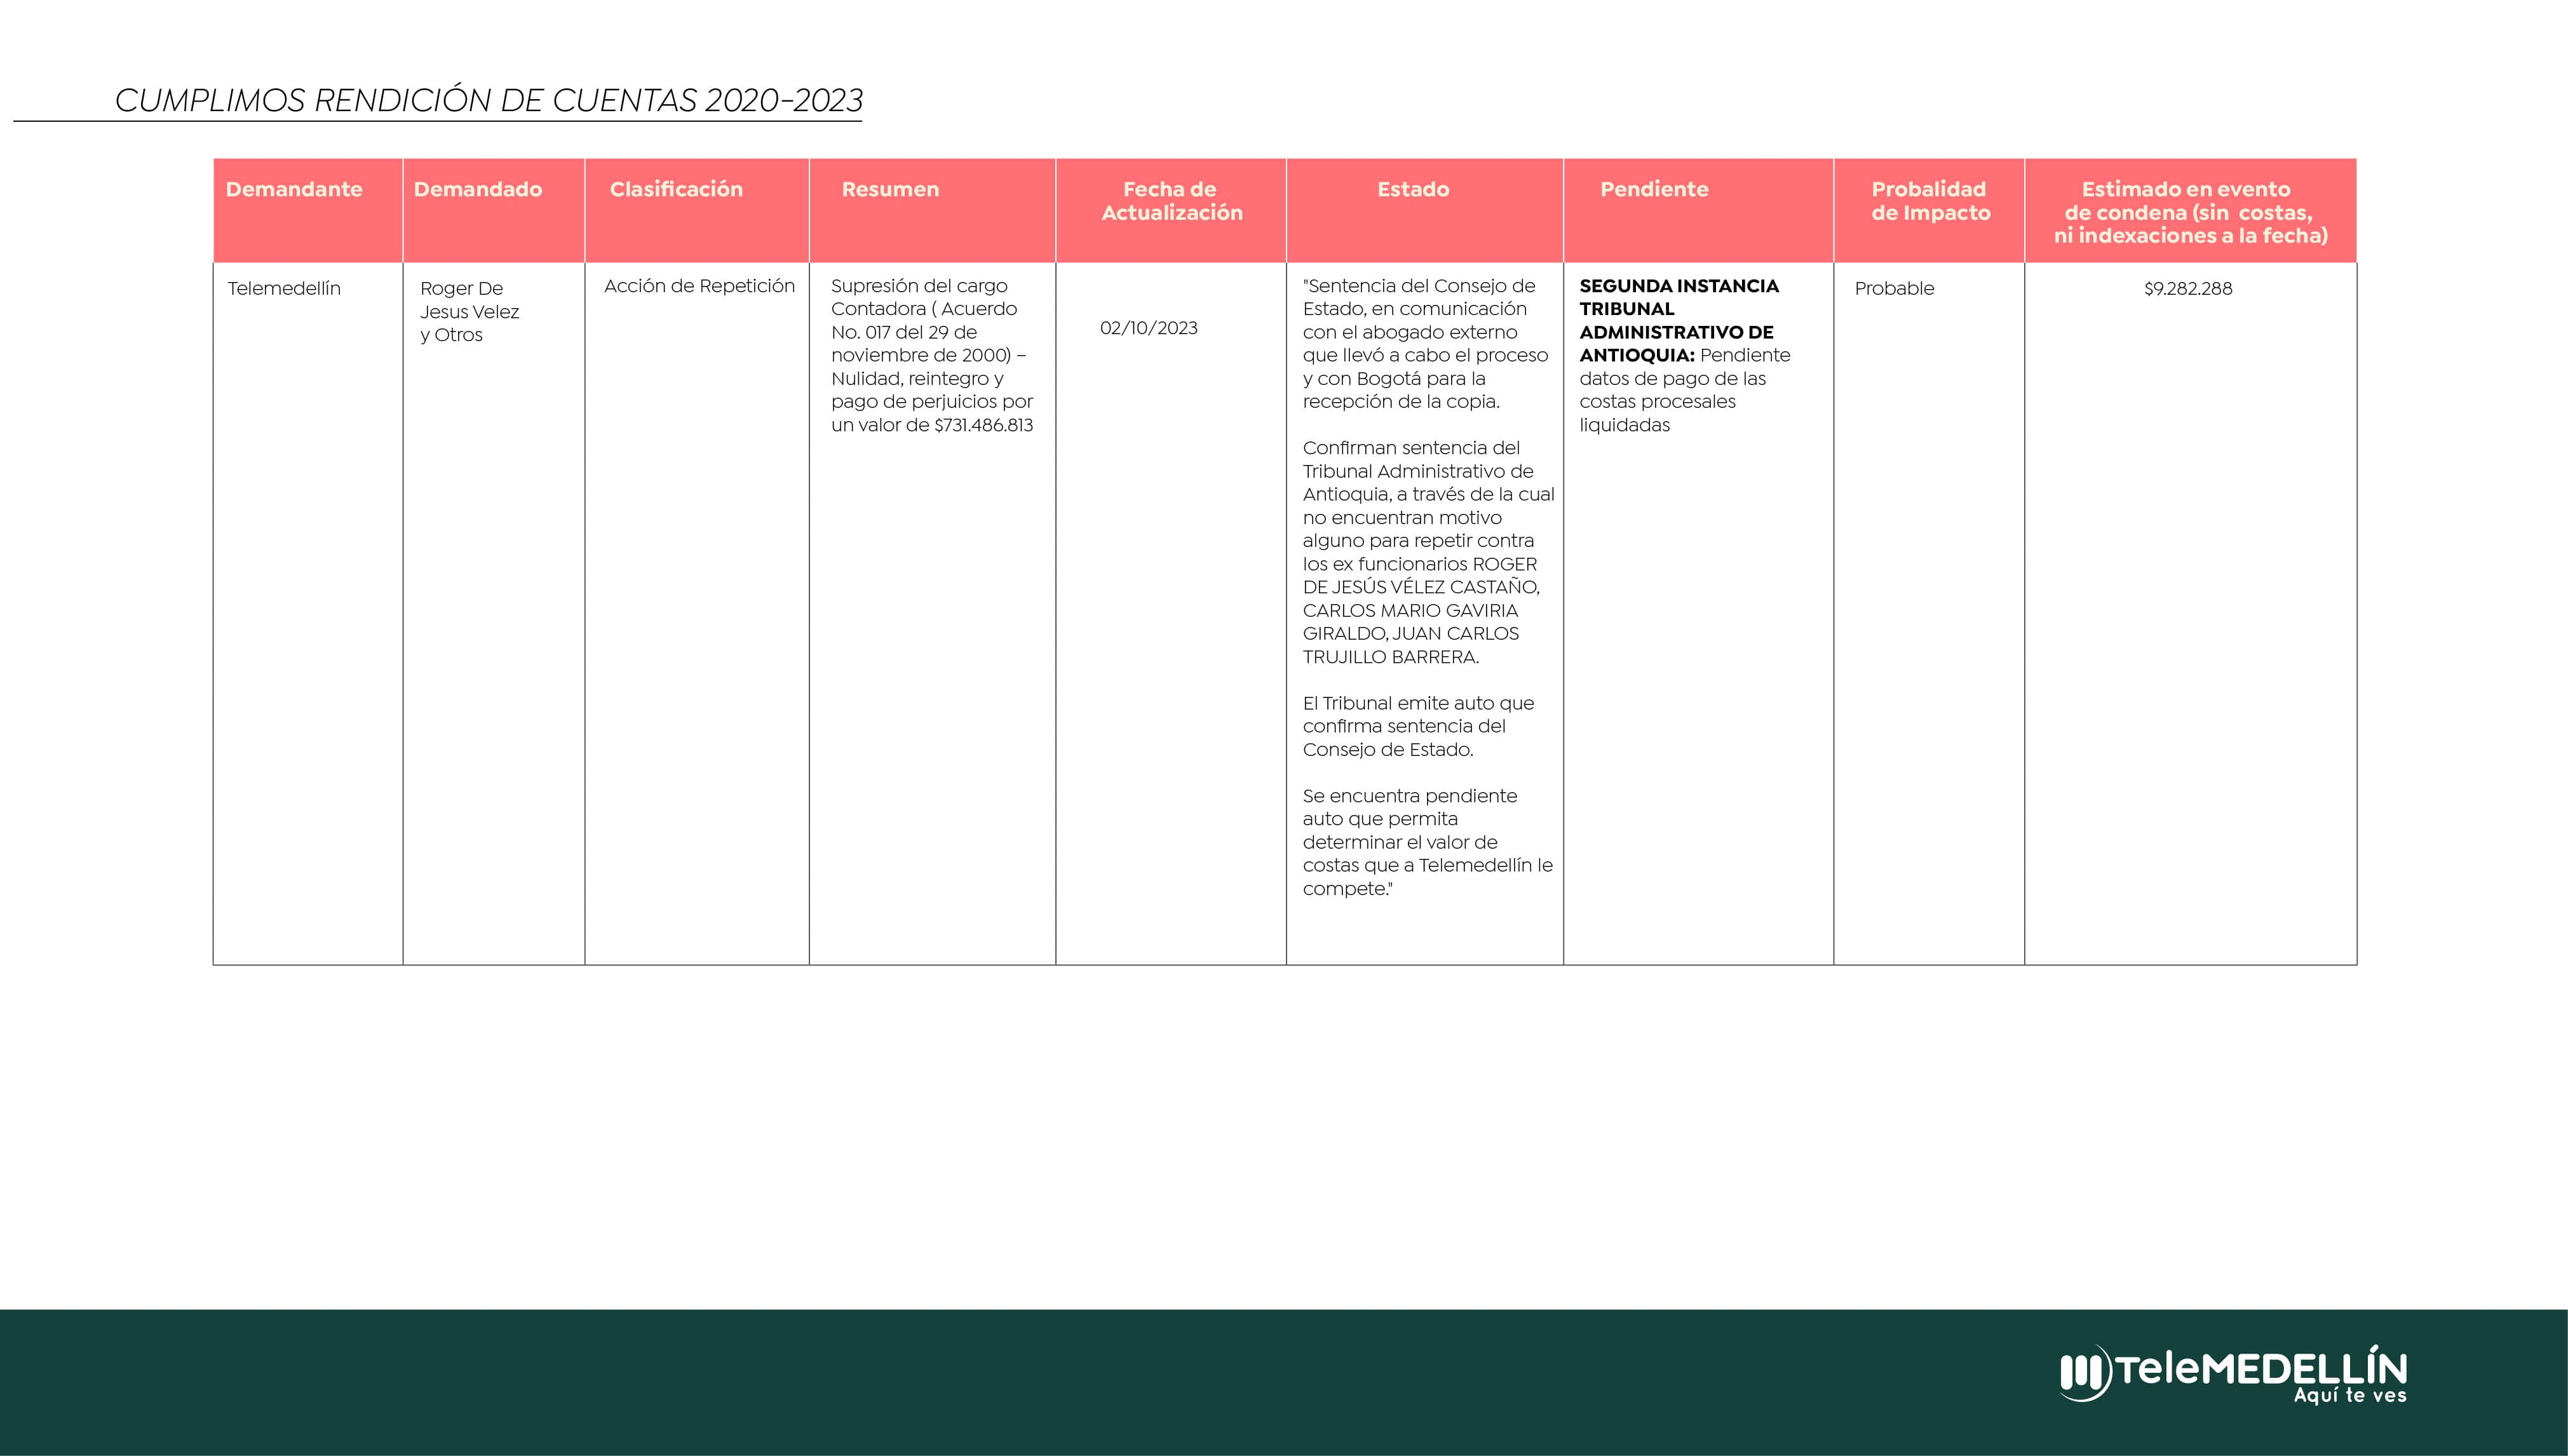 CUMPLIMOS RENDICIÓN DE CUENTAS 2020-2023
Demandante
Demandado
Clasificación
Resumen
Fecha de
Actualización
Estado
Pendiente
Probalidad
de Impacto
Estimado en evento
de condena (sin costas,
ni indexaciones a la fecha)
Telemedellín
Roger De
Jesus Velez
y Otros
Acción de Repetición
Supresión del cargo
Contadora ( Acuerdo
No. 017 del 29 de
noviembre de 2000) –
Nulidad, reintegro y
pago de perjuicios por
un valor de $731.486.813
02/10/2023
"Sentencia del Consejo de
Estado, en comunicación
con el abogado externo
que llevó a cabo el proceso
y con Bogotá para la
recepción de la copia.
Confirman sentencia del
Tribunal Administrativo de
Antioquia, a través de la cual
no encuentran motivo
alguno para repetir contra
los ex funcionarios ROGER
DE JESÚS VÉLEZ CASTAÑO,
CARLOS MARIO GAVIRIA
GIRALDO, JUAN CARLOS
TRUJILLO BARRERA.
El Tribunal emite auto que
confirma sentencia del
Consejo de Estado.
Se encuentra pendiente
auto que permita
determinar el valor de
costas que a Telemedellín le
compete."
SEGUNDA INSTANCIA
TRIBUNAL
ADMINISTRATIVO DE
ANTIOQUIA: Pendiente
datos de pago de las
costas procesales
liquidadas
Probable
$9.282.288
TeleMEDELLÍN
Aquí te ves